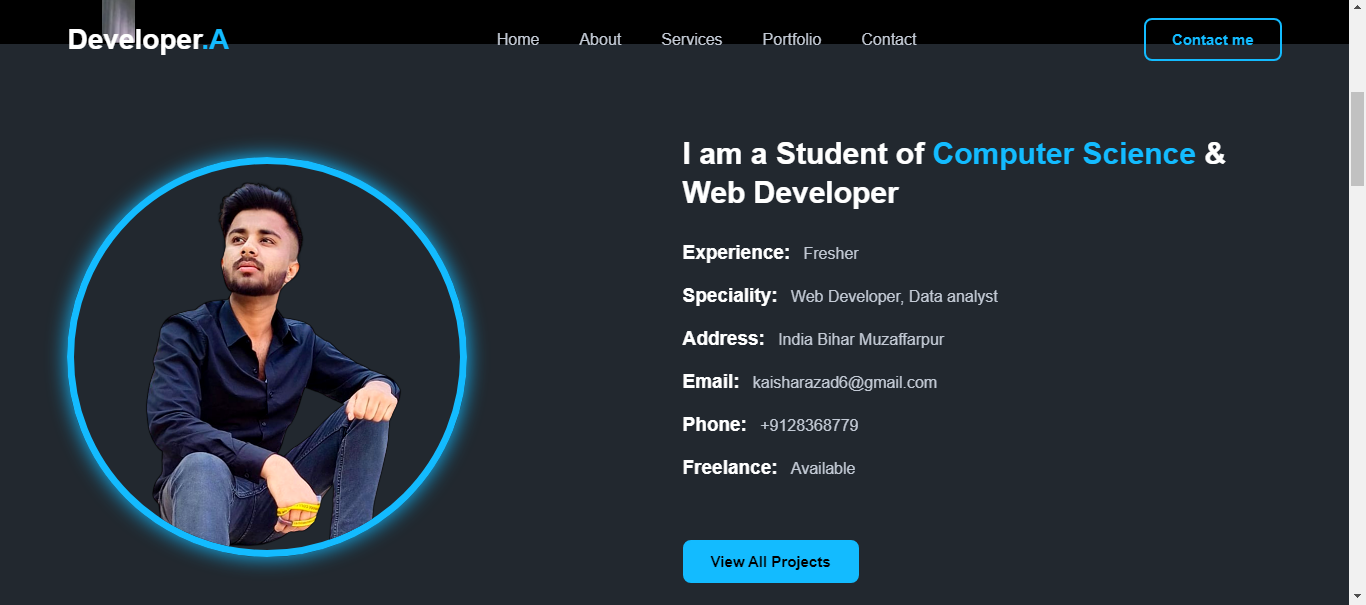 Developer.A
Home
About
Services
Portfolio
Contact
Contact me
I am a Student of Computer Science &
Web Developer
Experience: Fresher
Speciality: Web Developer, Data analyst
Address: India Bihar Muzaffarpur
Email: kaisharazad6@gmail.com
Phone: +9128368779
Freelance: Available
View All Projects